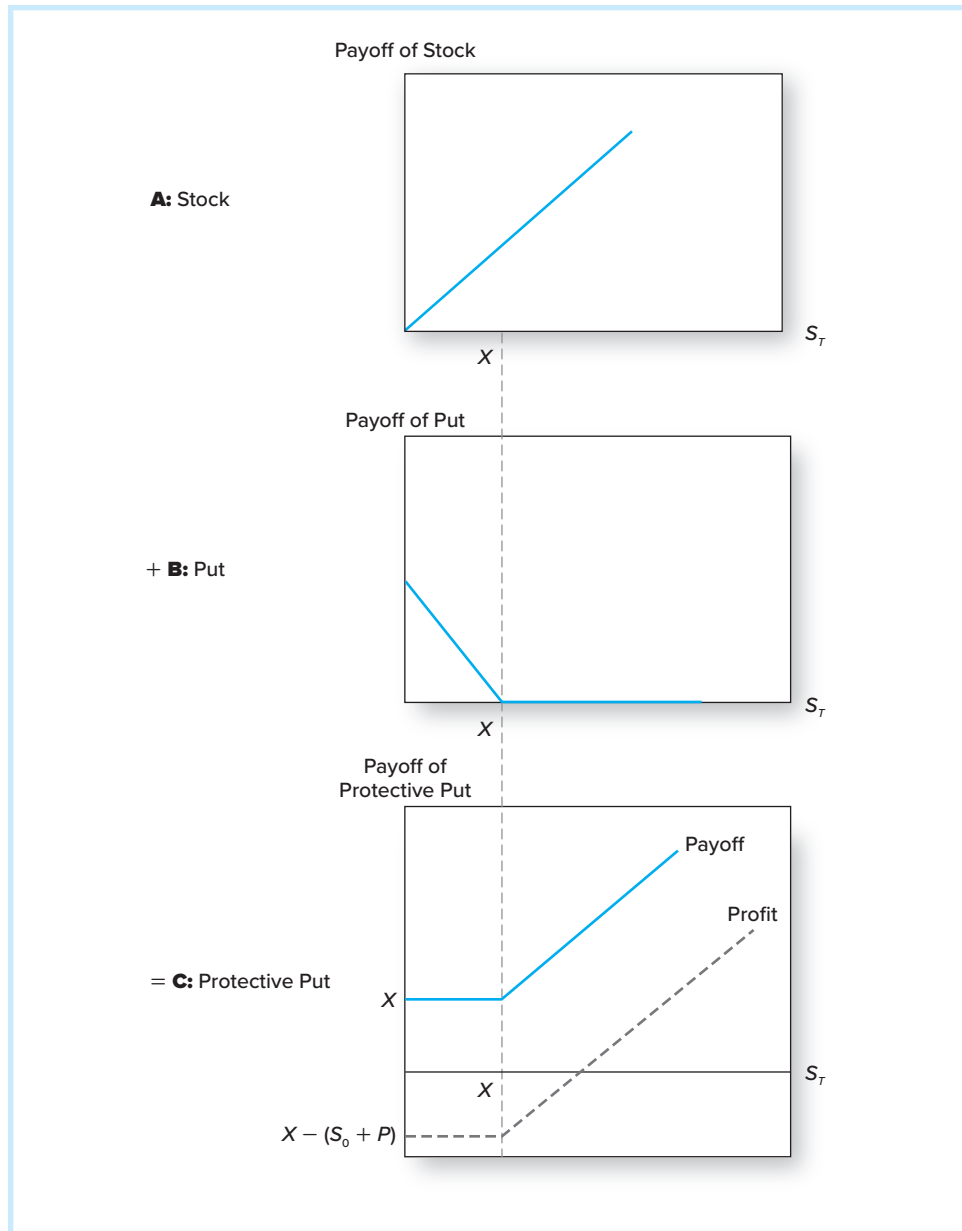 Payoff of Stock
A: Stock
S_T
X
Payoff of Put
+ B: Put
S_T
X
Payoff of
Protective Put
Payoff
Profit
= C: Protective Put
X
S_T
X
X − (S₀ + P)